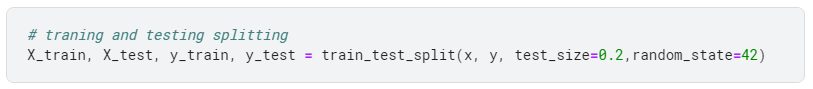 # traning and testing splitting
X_train, X_test, y_train, y_test = train_test_split(x, y, test_size=0.2,random_state=42)